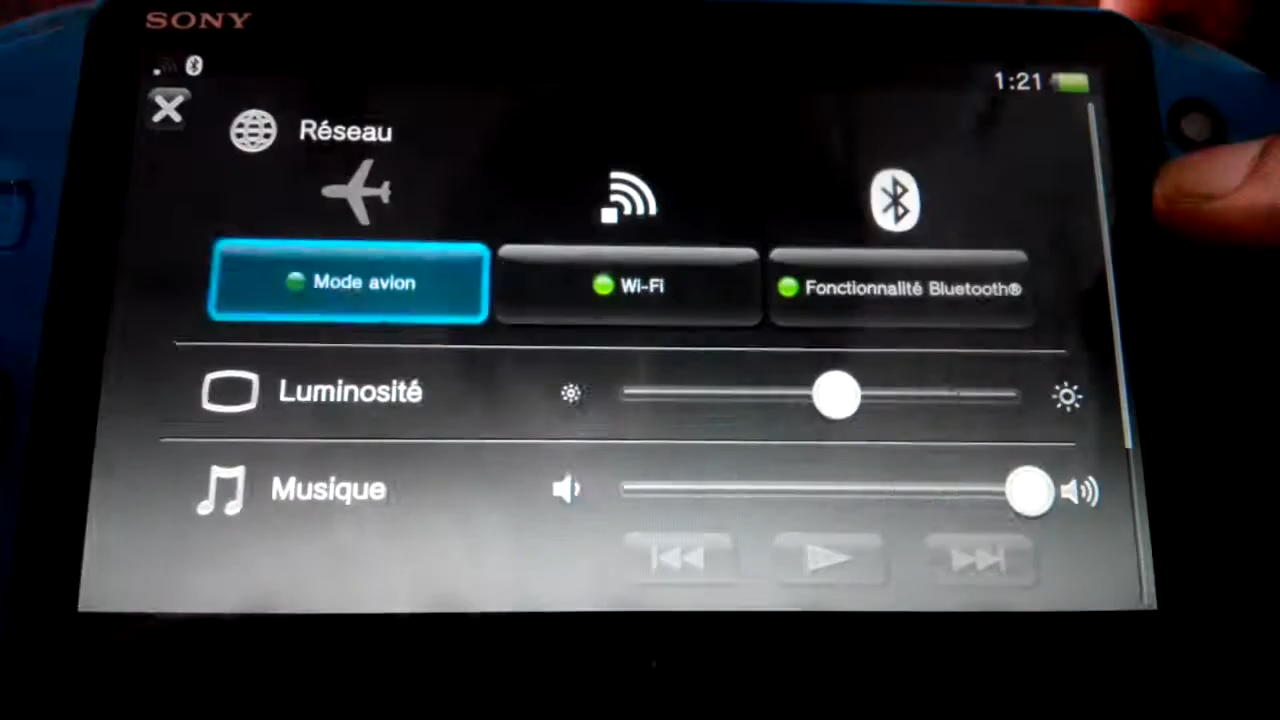 SONY
1:21
Réseau
Mode avion
Wi-Fi
Fonctionnalité Bluetooth®
Luminosité
Musique